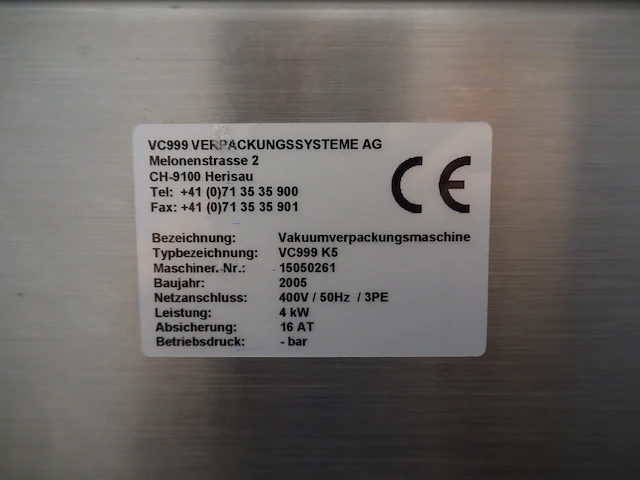 VC999 VERPACKUNGSSYSTEME AG
Melonenstrasse 2
CH-9100 Herisau
Tel: +41 (0)71 35 35 900
Fax: +41 (0)71 35 35 901
CE
Bezeichnung: Vakuumverpackungsmaschine
Typbezeichnung: VC999 K5
Maschiner.-Nr.: 15050261
Baujahr: 2005
Netzanschluss: 400V / 50Hz / 3PE
Leistung: 4 kW
Absicherung: 16 AT
Betriebsdruck: - bar